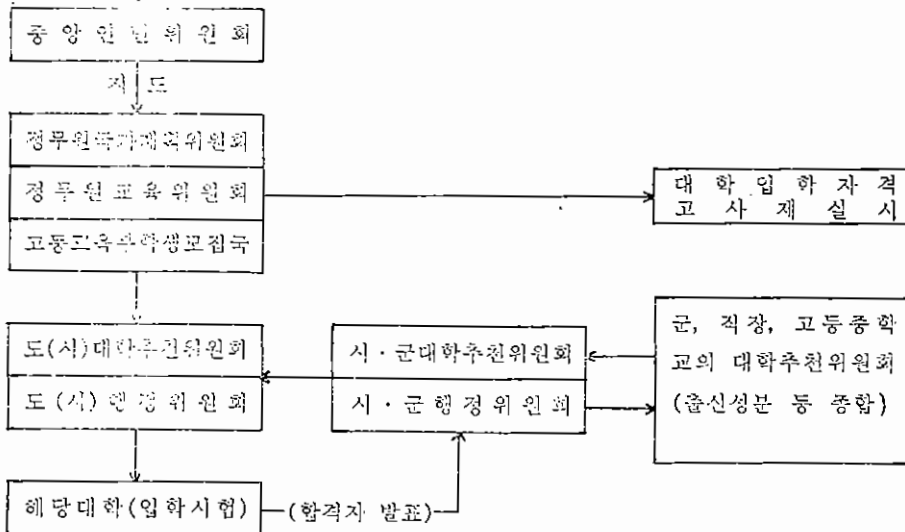 중 앙 인 민 위 원 회
지 도
정무원국가계획위원회
정 무 원 교 육 위 원 회
고등교육부학생모집국
대 학 입 학 자 격
고 사 제 실 시
도(시)대학추천위원회
도 (시) 행 정 위 원 회
시 · 군대학추천위원회
시 · 군 행 정 위 원 회
군, 직장, 고등중학
교의 대학추천위원회
(출신성분 등 종합)
해당대학(입학시험)
(합격자 발표)